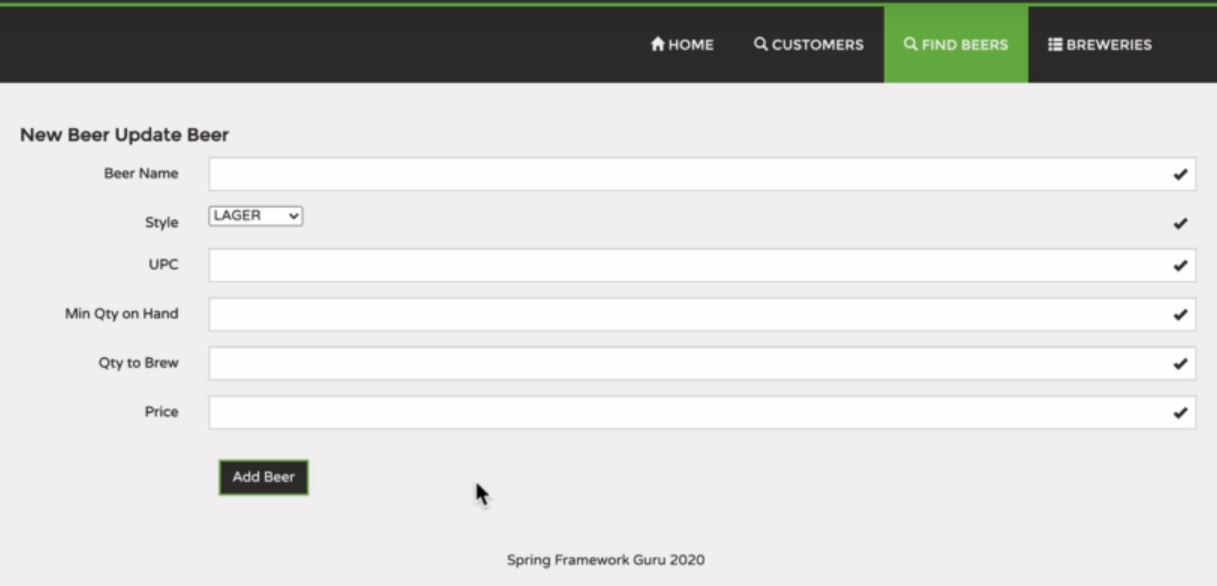 HOME CUSTOMERS FIND BEERS BREWERIES
New Beer Update Beer
Beer Name
Style LAGER
UPC
Min Qty on Hand
Qty to Brew
Price
Add Beer
Spring Framework Guru 2020